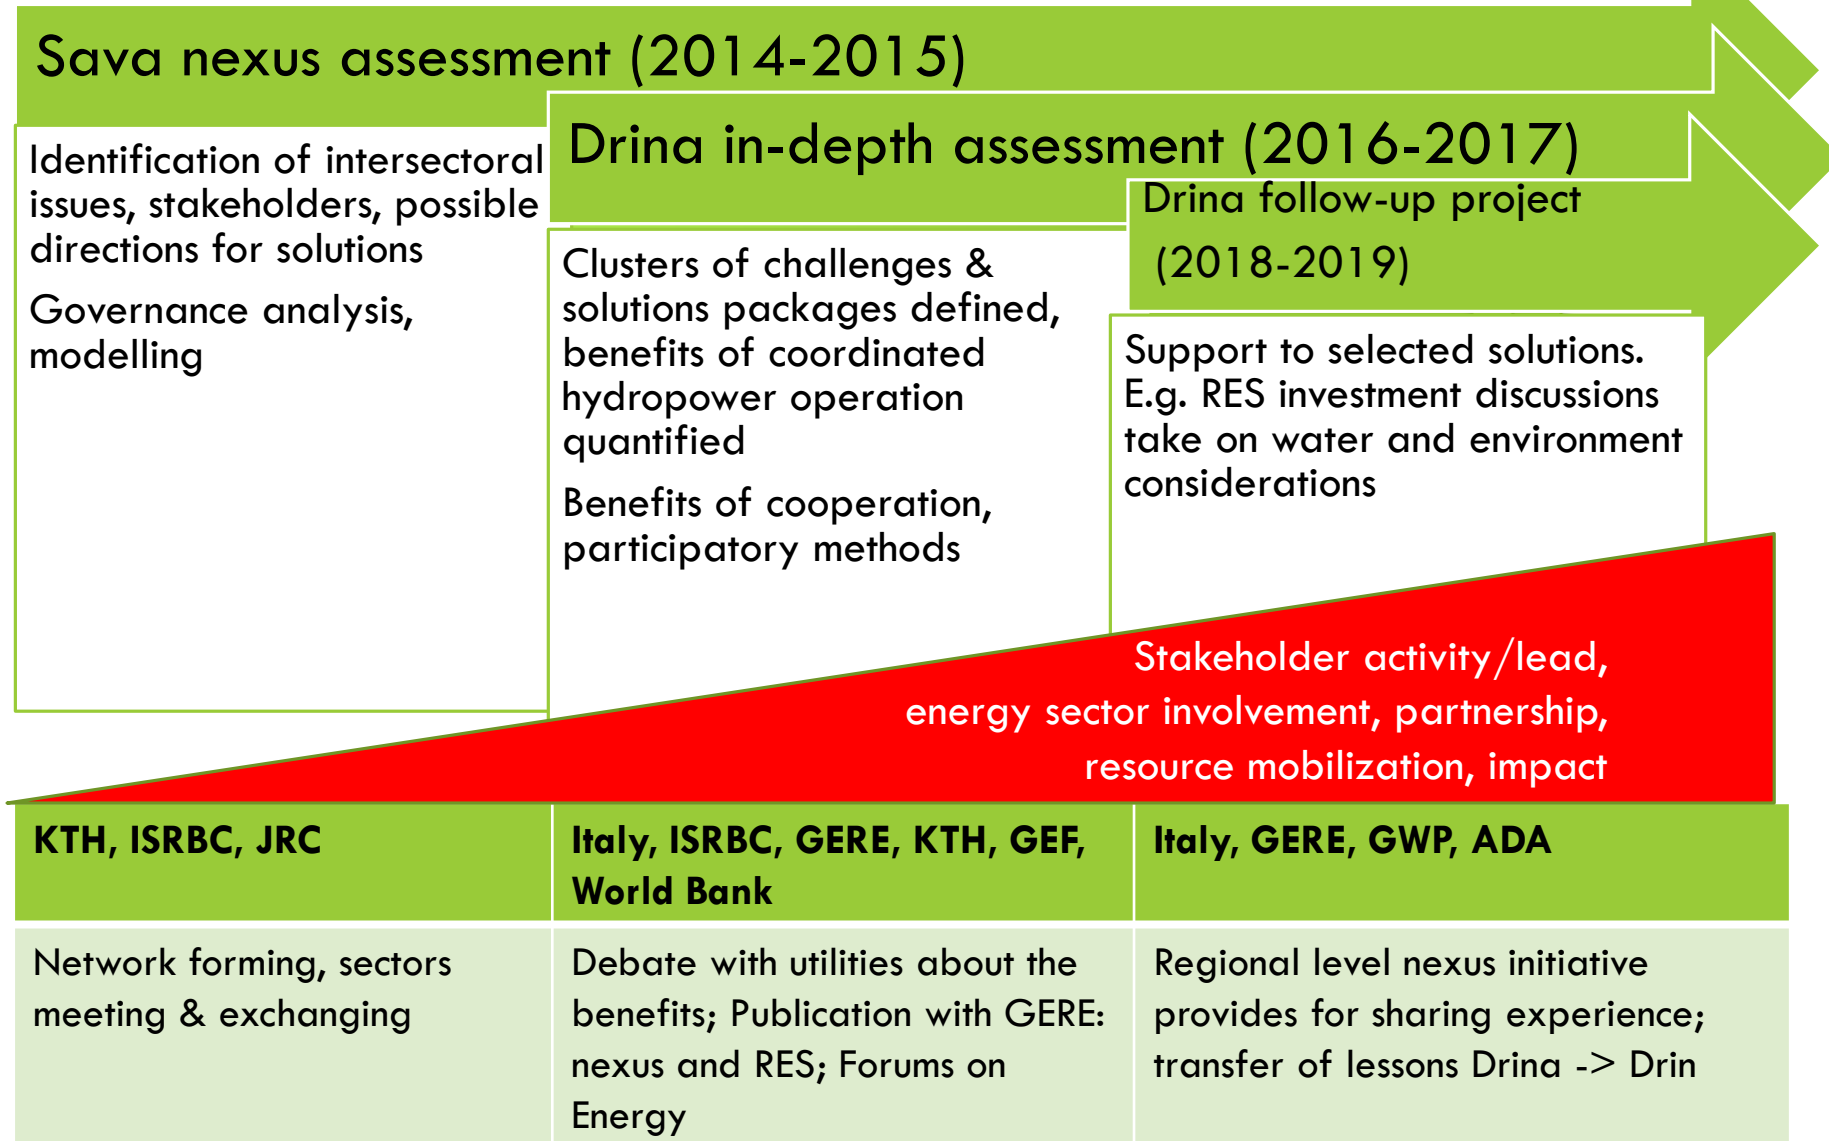 Sava nexus assessment (2014-2015)
Identification of intersectoral
issues, stakeholders, possible
directions for solutions
Governance analysis,
modelling
Drina in-depth assessment (2016-2017)
Clusters of challenges &
solutions packages defined,
benefits of coordinated
hydropower operation
quantified
Benefits of cooperation,
participatory methods
Drina follow-up project
(2018-2019)
Support to selected solutions.
E.g. RES investment discussions
take on water and environment
considerations
Stakeholder activity/lead,
energy sector involvement, partnership,
resource mobilization, impact
KTH, ISRBC, JRC
Italy, ISRBC, GERE, KTH, GEF,
World Bank
Italy, GERE, GWP, ADA
Network forming, sectors
meeting & exchanging
Debate with utilities about the
benefits; Publication with GERE:
nexus and RES; Forums on
Energy
Regional level nexus initiative
provides for sharing experience;
transfer of lessons Drina -> Drin